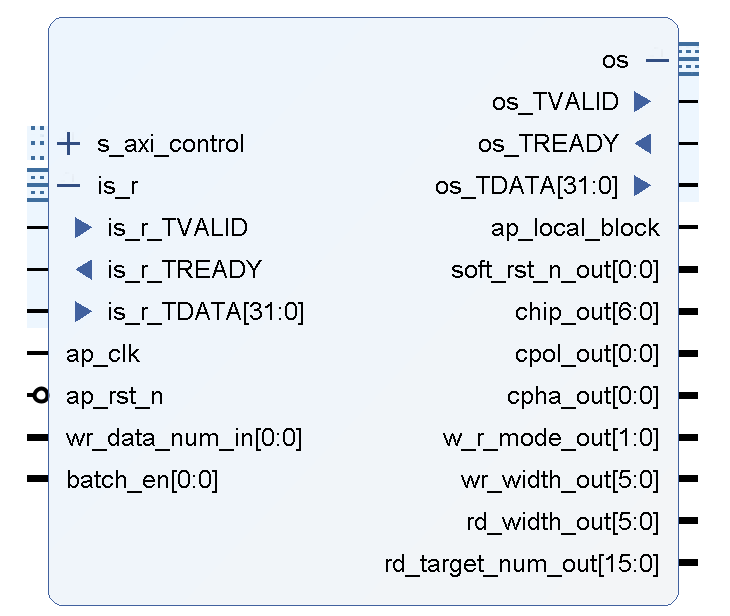 s_axi_control
is_r
is_r_TVALID
is_r_TREADY
is_r_TDATA[31:0]
ap_clk
ap_rst_n
wr_data_num_in[0:0]
batch_en[0:0]
os
os_TVALID
os_TREADY
os_TDATA[31:0]
ap_local_block
soft_rst_n_out[0:0]
chip_out[6:0]
cpol_out[0:0]
cpha_out[0:0]
w_r_mode_out[1:0]
wr_width_out[5:0]
rd_width_out[5:0]
rd_target_num_out[15:0]